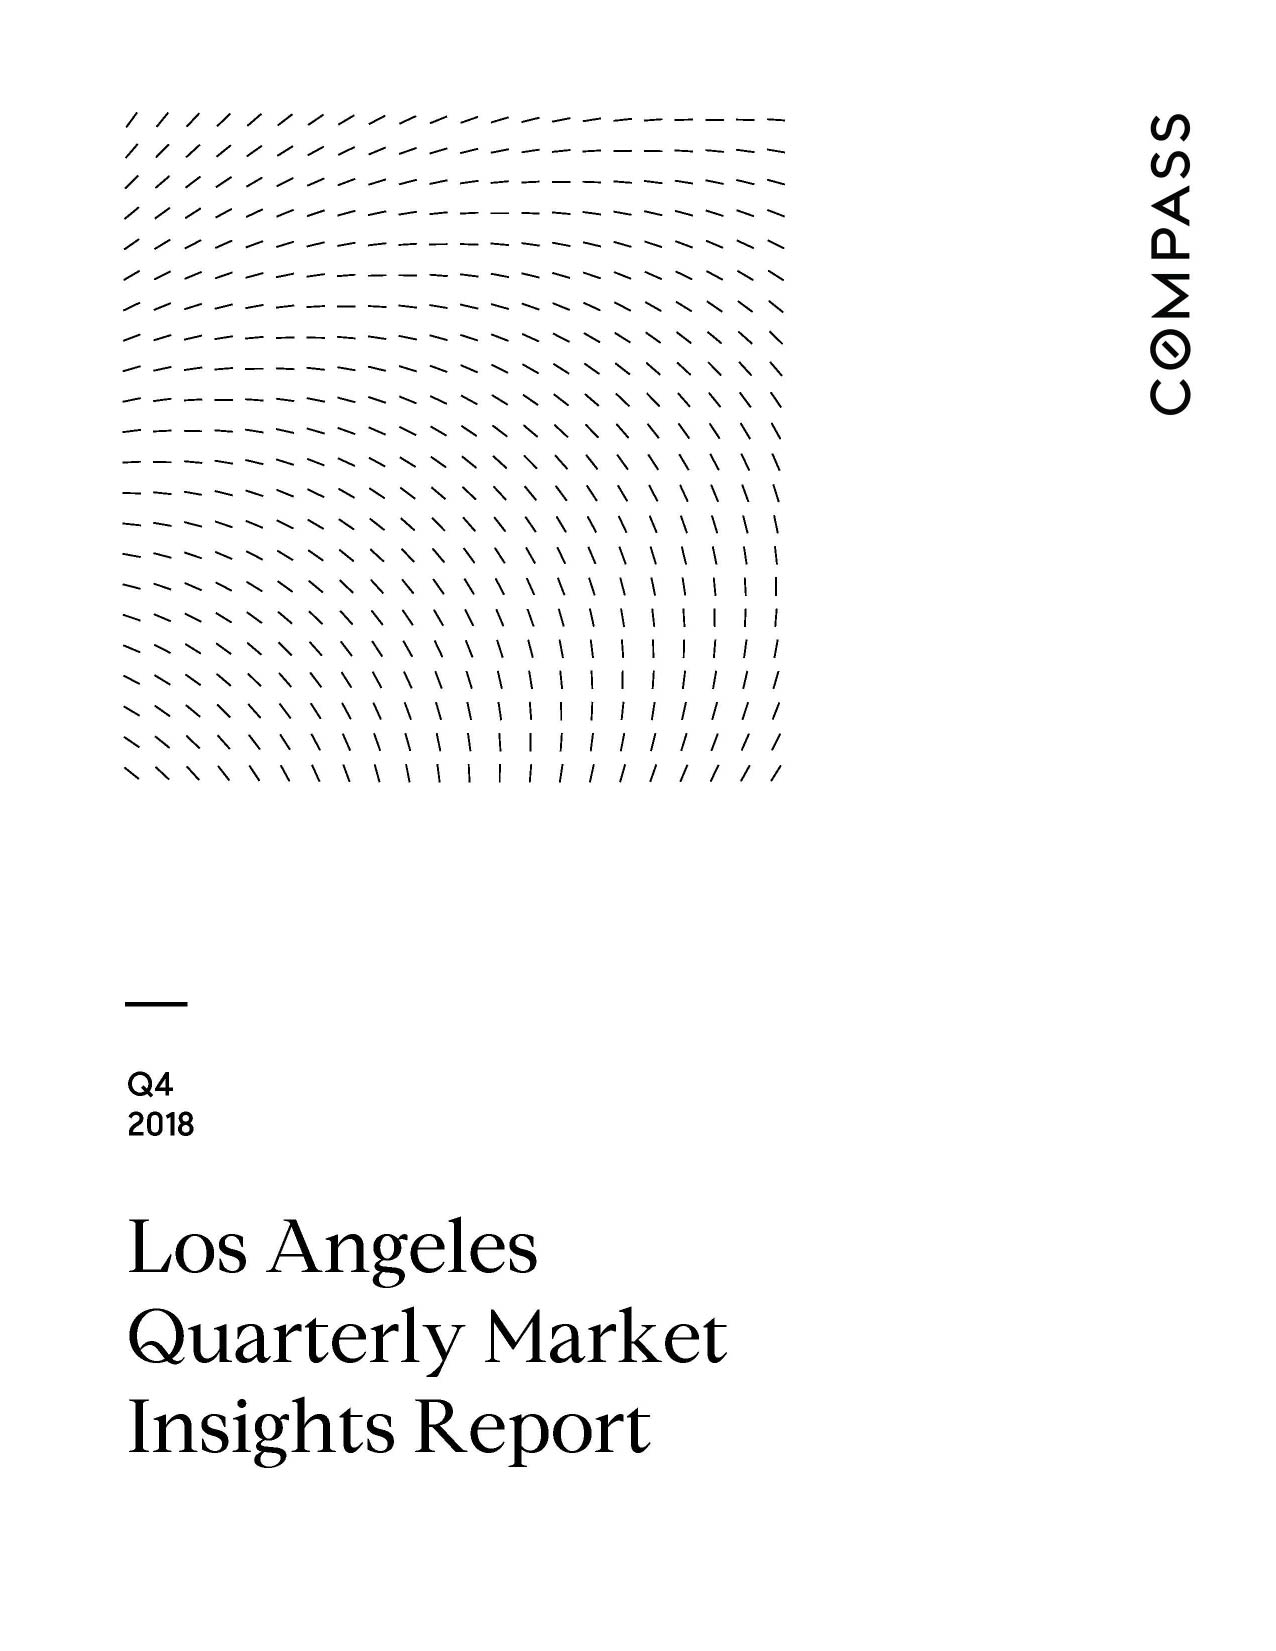 COMPASS
Q4
2018
Los Angeles
Quarterly Market
Insights Report